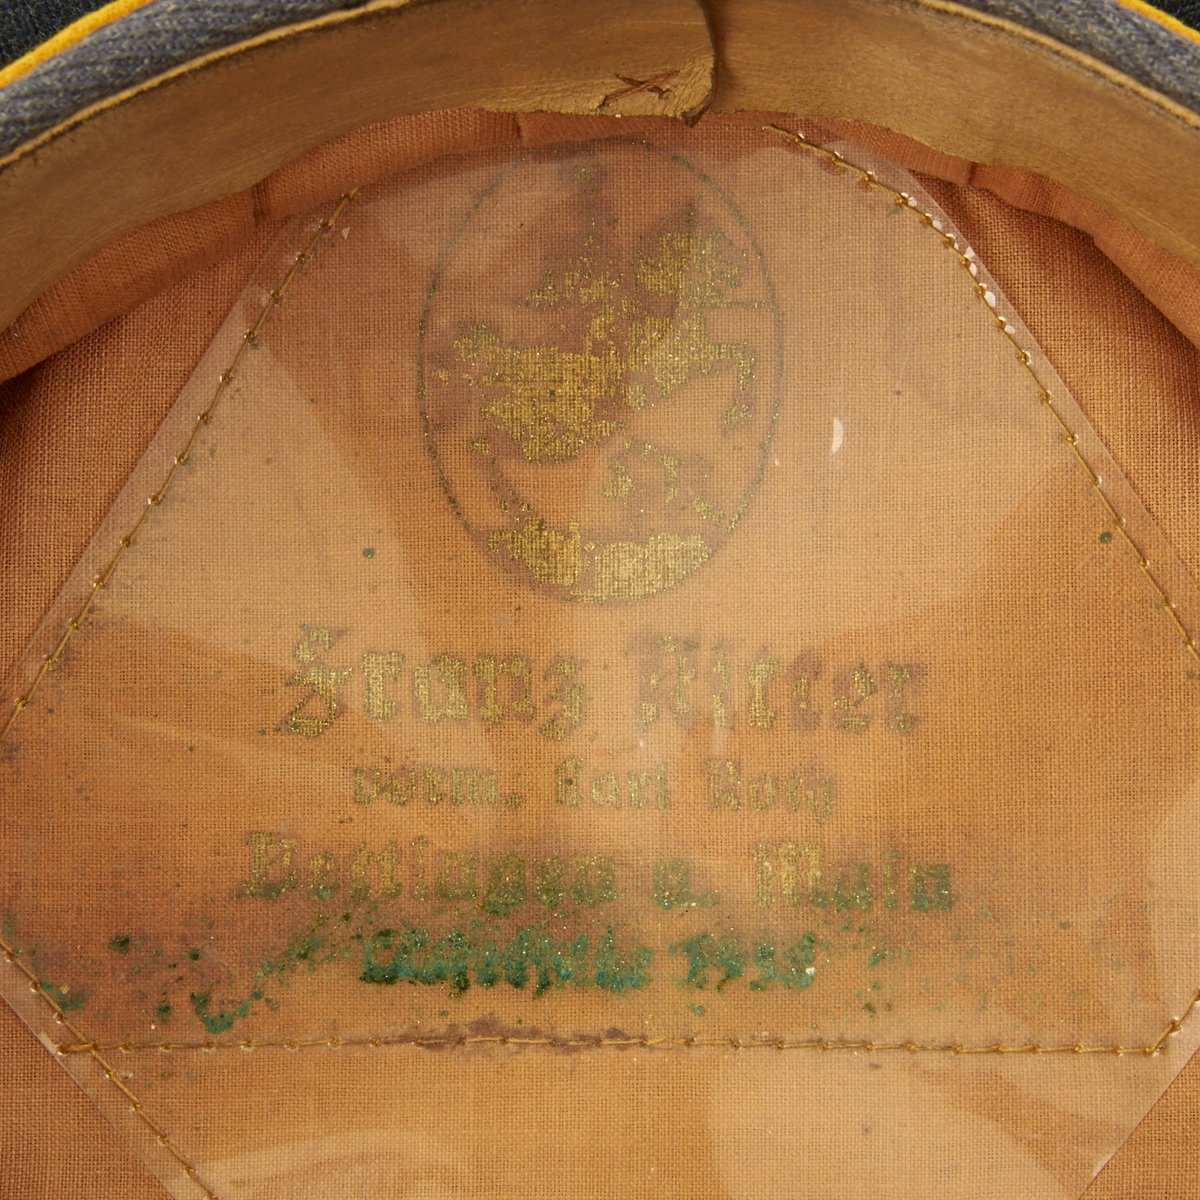 Franz Ritter
vorm. Carl Roth
Dettingen a. Main